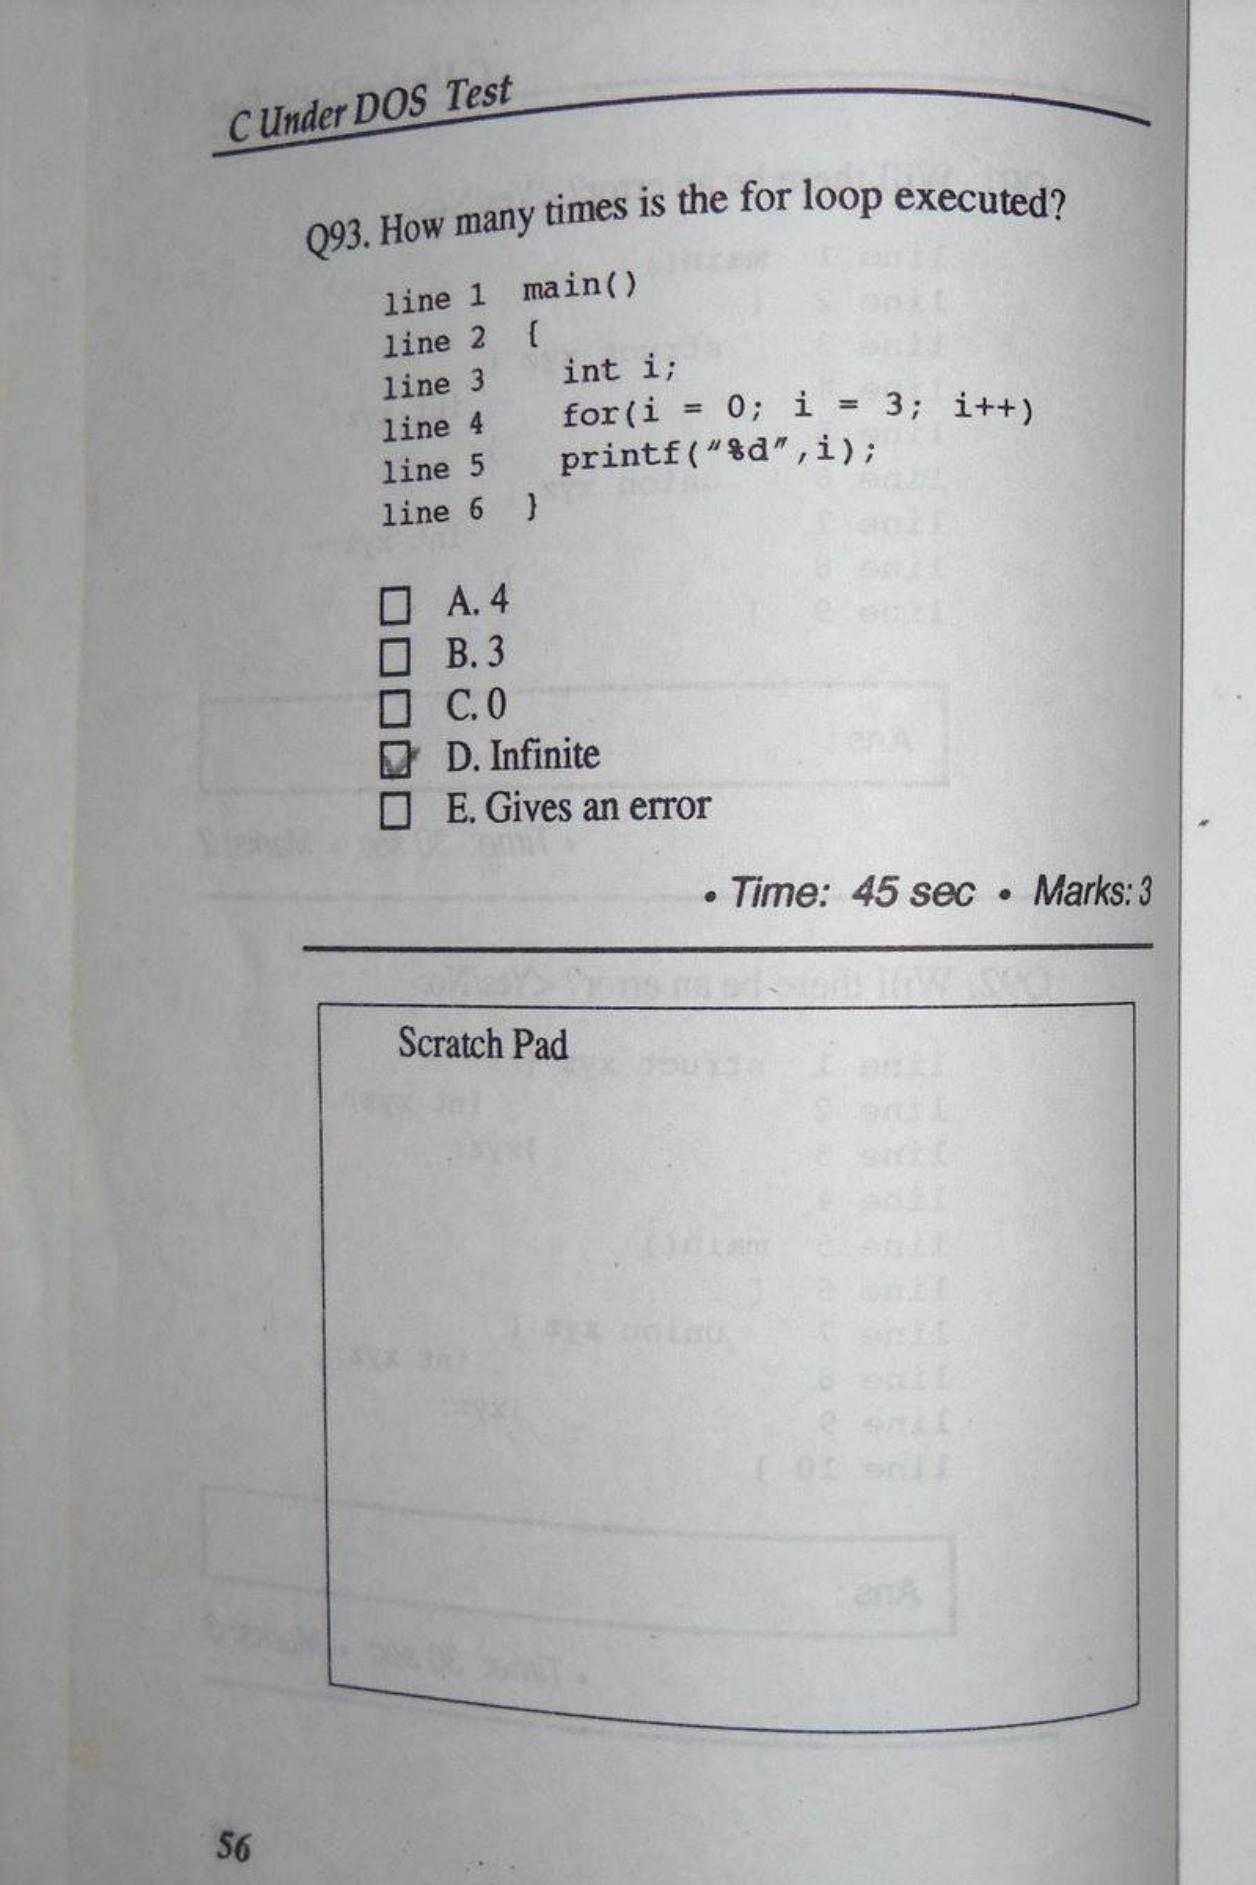 C Under DOS Test
Q93. How many times is the for loop executed?
line 1 main()
line 2 {
line 3 int i;
line 4 for(i = 0; i = 3; i++)
line 5 printf("%d",i);
line 6 }
A. 4
B. 3
C. 0
D. Infinite
E. Gives an error
• Time: 45 sec • Marks: 3
Scratch Pad
56